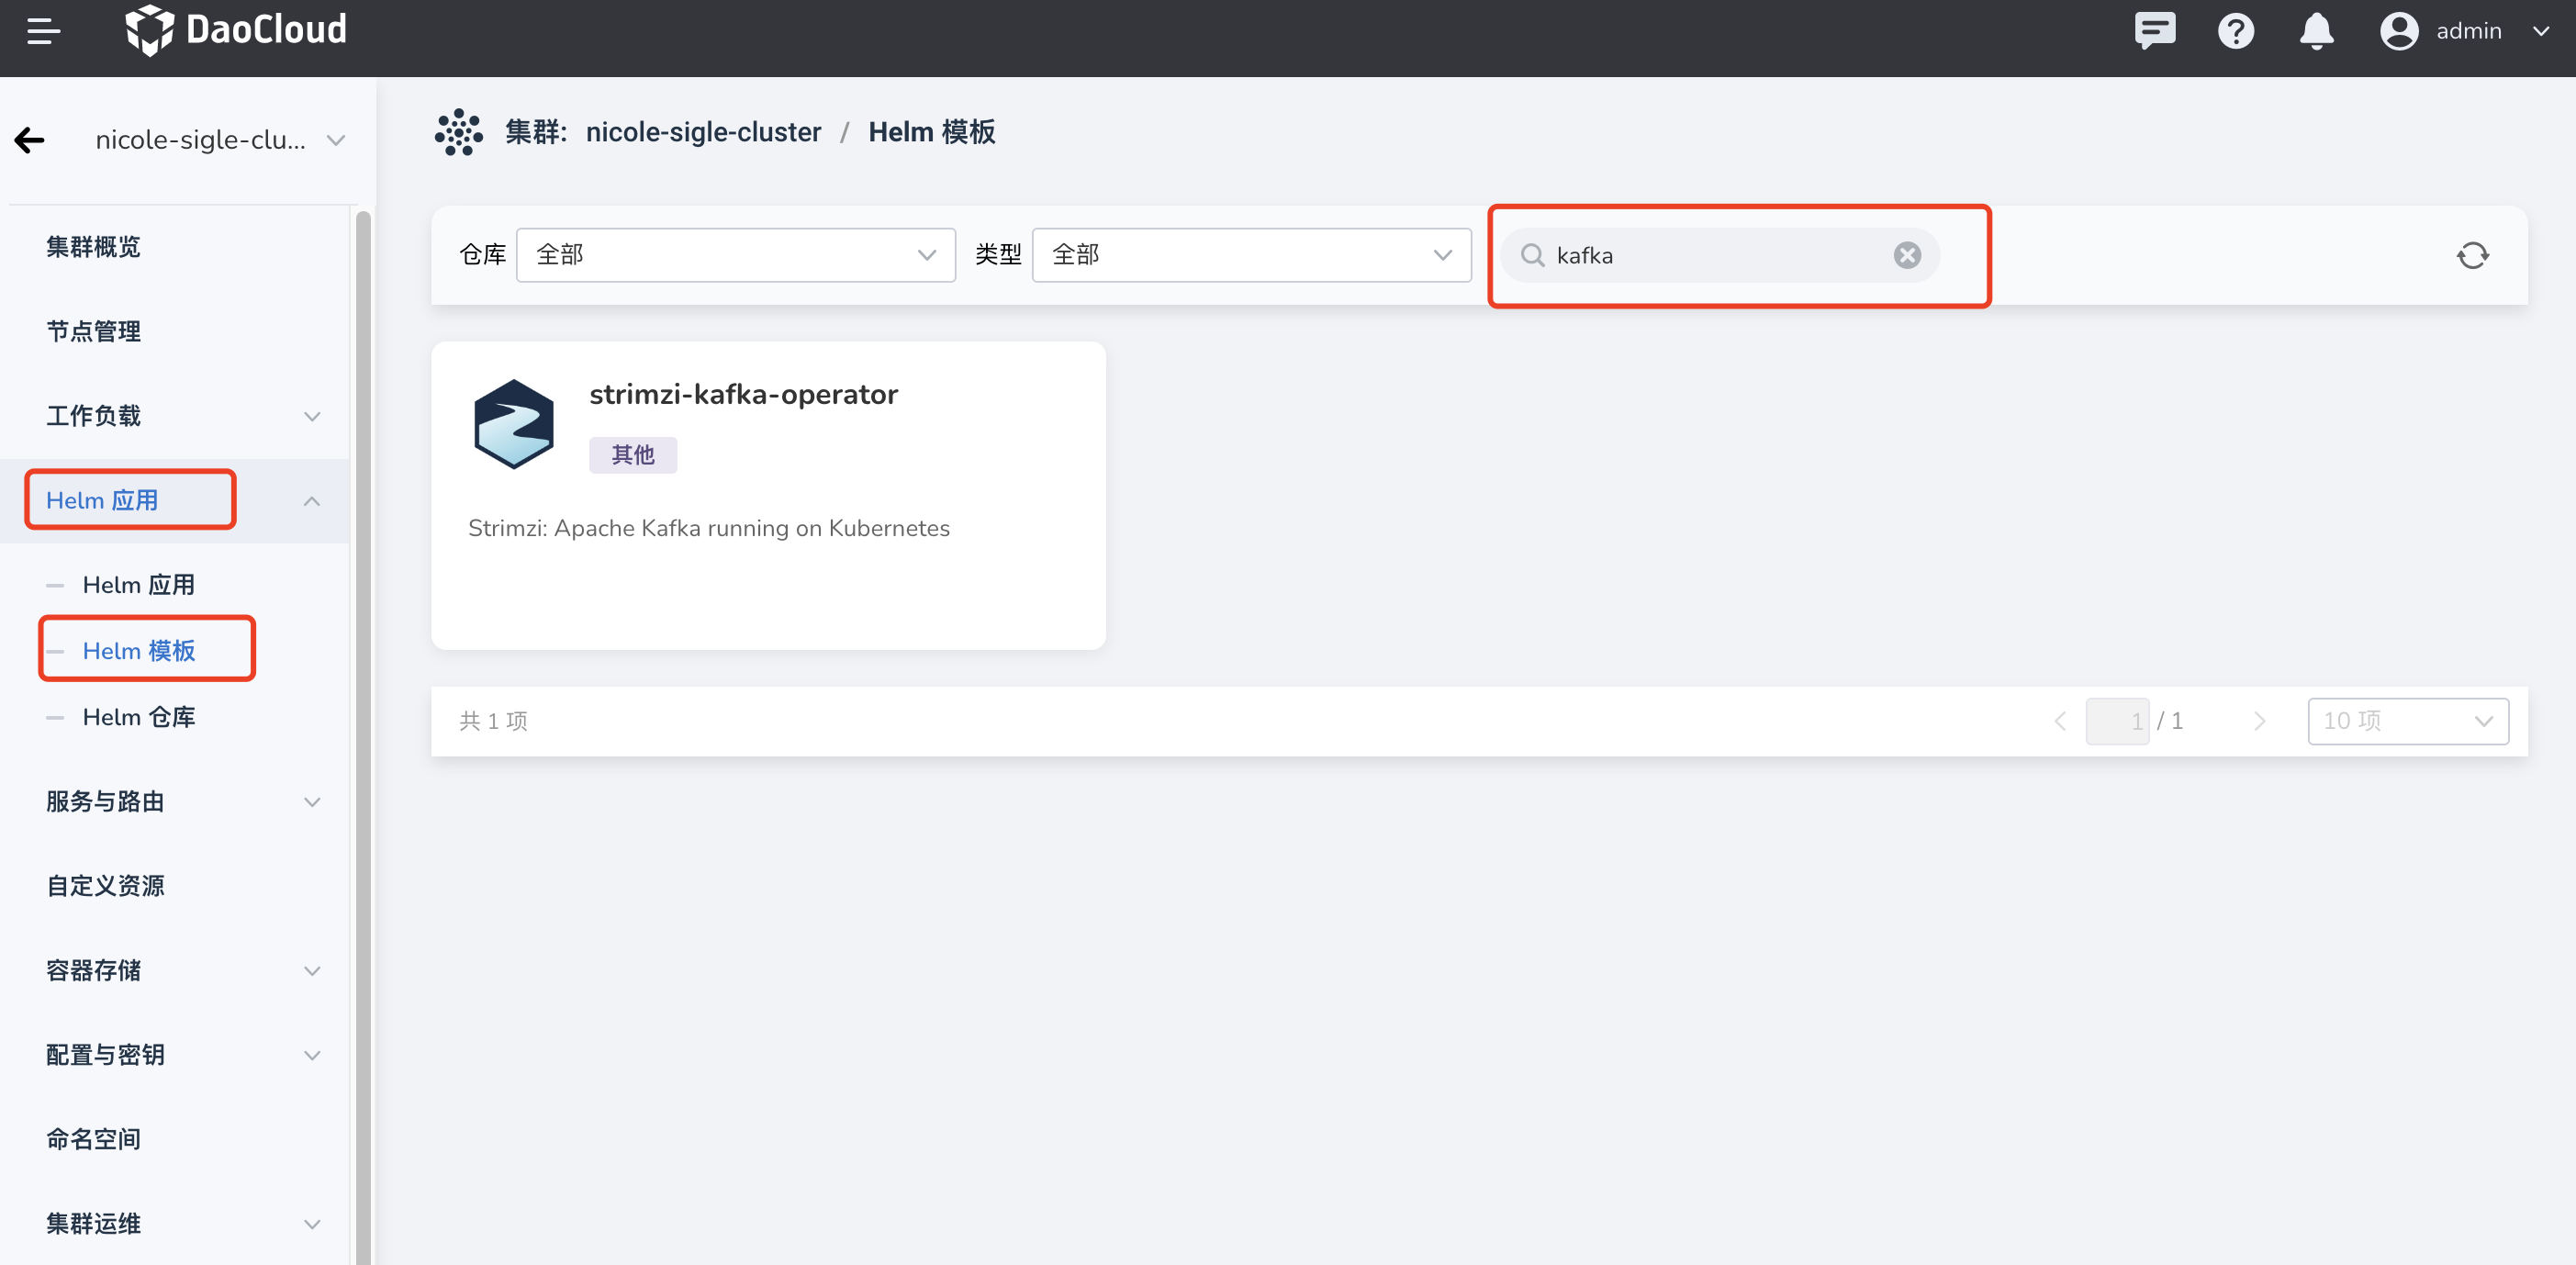 DaoCloud
admin
nicole-sigle-clu...
集群概览
节点管理
工作负载
Helm 应用
Helm 应用
Helm 模板
Helm 仓库
服务与路由
自定义资源
容器存储
配置与密钥
命名空间
集群运维
集群: nicole-sigle-cluster / Helm 模板
仓库 全部 类型 全部 kafka
strimzi-kafka-operator
其他
Strimzi: Apache Kafka running on Kubernetes
共 1 项
1 / 1
10 项